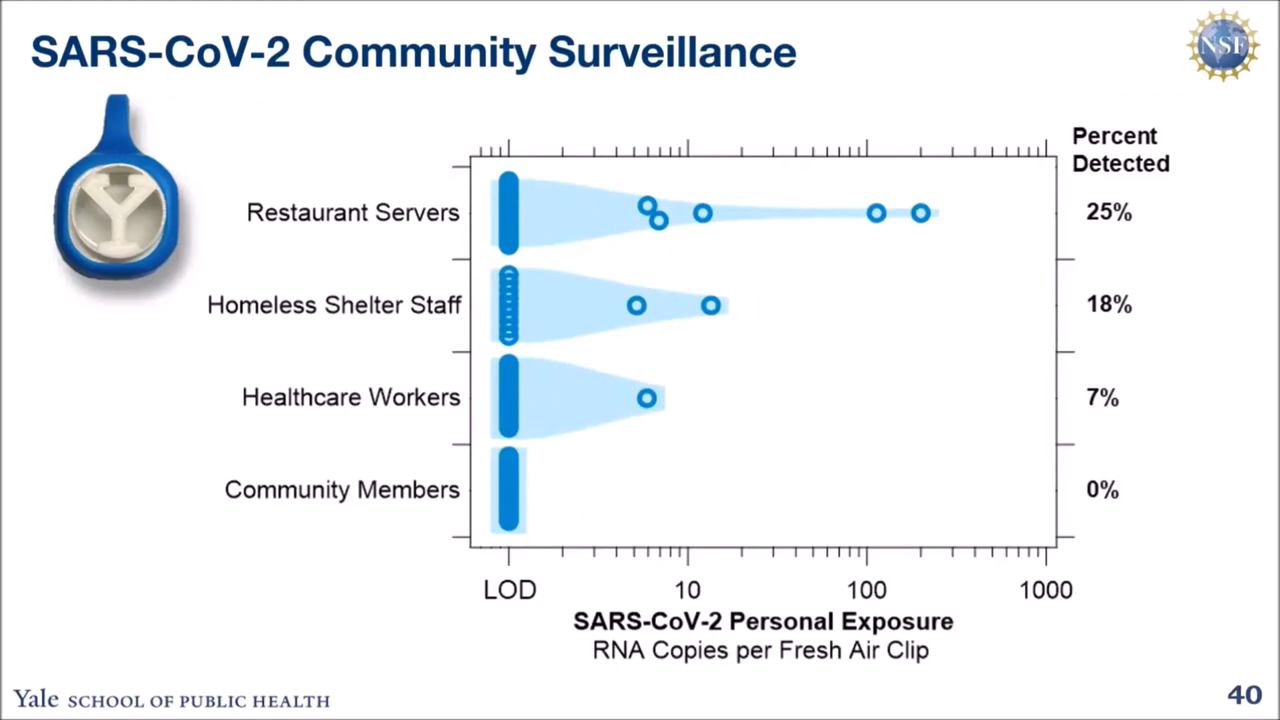 SARS-CoV-2 Community Surveillance
NSF
Y
Percent
Detected
Restaurant Servers
25%
Homeless Shelter Staff
18%
Healthcare Workers
7%
Community Members
0%
LOD 10 100 1000
SARS-CoV-2 Personal Exposure
RNA Copies per Fresh Air Clip
Yale SCHOOL OF PUBLIC HEALTH
40